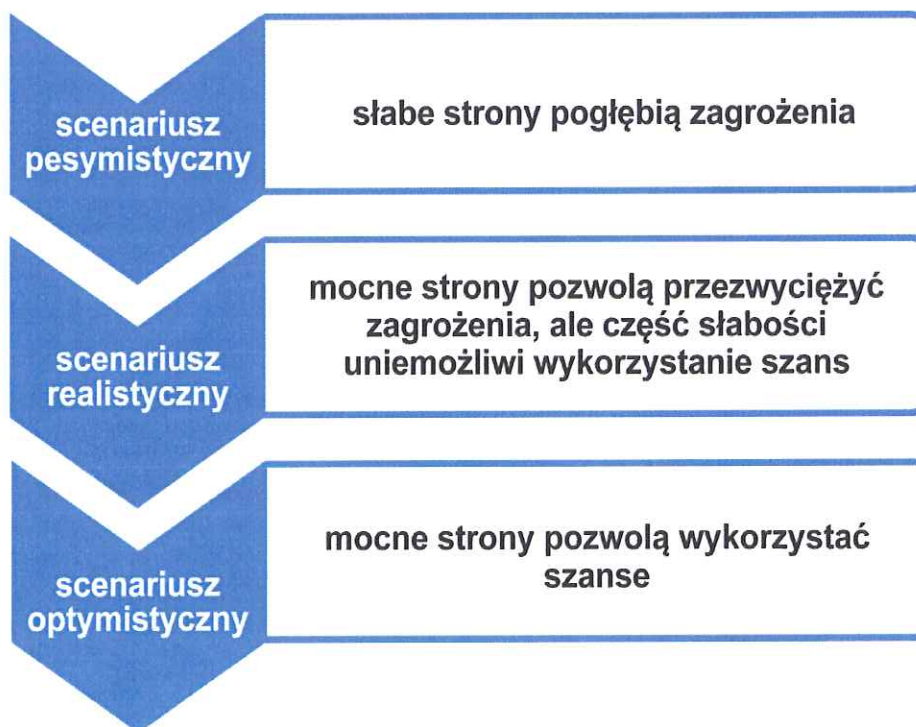 scenariusz
pesymistyczny
słabe strony pogłębią zagrożenia
scenariusz
realistyczny
mocne strony pozwolą przezwyciężyć
zagrożenia, ale część słabości
uniemożliwi wykorzystanie szans
scenariusz
optymistyczny
mocne strony pozwolą wykorzystać
szanse